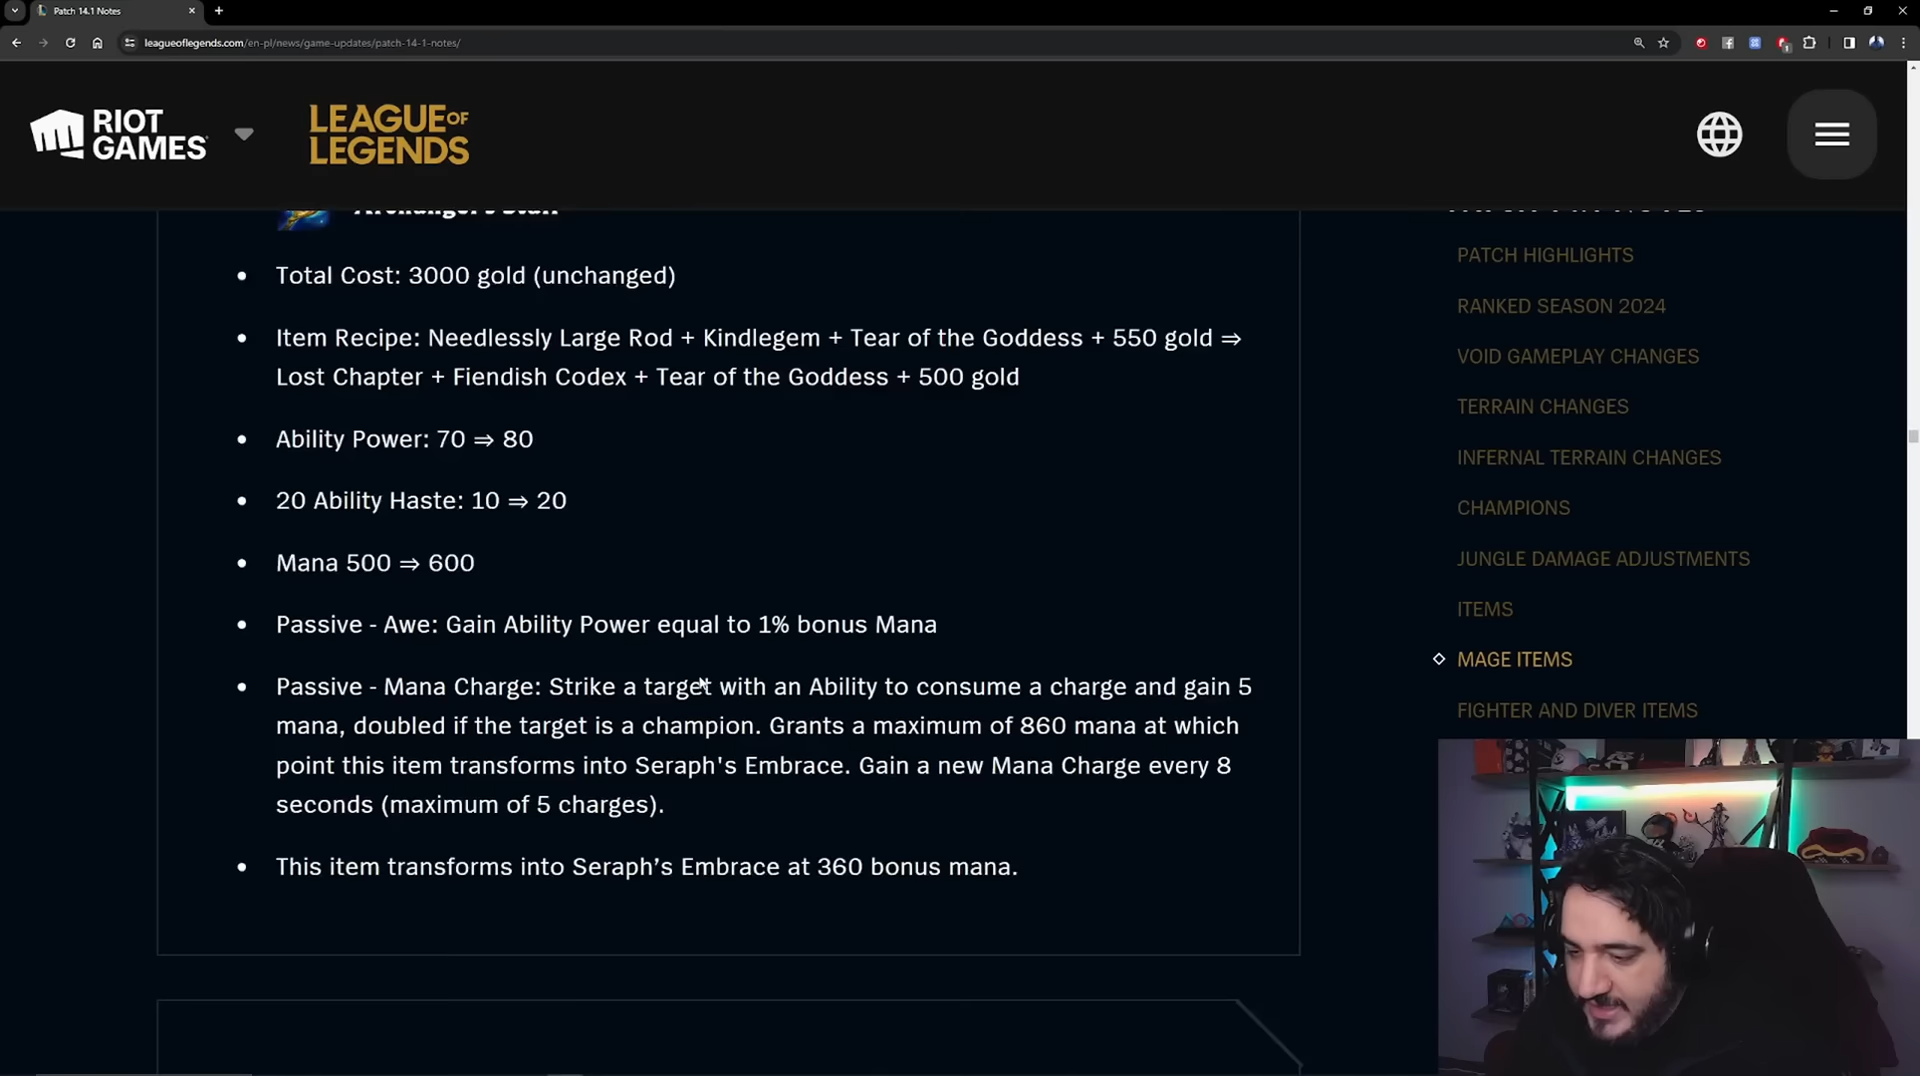 Patch 14.1 Notes
leagueoflegends.com/en-pl/news/game-updates/patch-14-1-notes/
RIOT GAMES
LEAGUE OF LEGENDS
Archangel's Staff
Total Cost: 3000 gold (unchanged)
Item Recipe: Needlessly Large Rod + Kindlegem + Tear of the Goddess + 550 gold ⇒
Lost Chapter + Fiendish Codex + Tear of the Goddess + 500 gold
Ability Power: 70 ⇒ 80
20 Ability Haste: 10 ⇒ 20
Mana 500 ⇒ 600
Passive - Awe: Gain Ability Power equal to 1% bonus Mana
Passive - Mana Charge: Strike a target with an Ability to consume a charge and gain 5
mana, doubled if the target is a champion. Grants a maximum of 860 mana at which
point this item transforms into Seraph's Embrace. Gain a new Mana Charge every 8
seconds (maximum of 5 charges).
This item transforms into Seraph’s Embrace at 360 bonus mana.
PATCH HIGHLIGHTS
RANKED SEASON 2024
VOID GAMEPLAY CHANGES
TERRAIN CHANGES
INFERNAL TERRAIN CHANGES
CHAMPIONS
JUNGLE DAMAGE ADJUSTMENTS
ITEMS
MAGE ITEMS
FIGHTER AND DIVER ITEMS